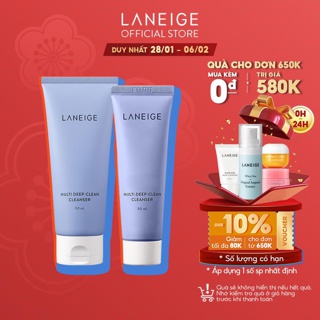 LANEIGE
OFFICIAL STORE
DUY NHẤT 28/01 - 06/02
QUÀ CHO ĐƠN 650K
MUA KÈM
0đ
TRỊ GIÁ
580K
0H
24H
LANEIGE
MULTI DEEP-CLEAN
CLEANSER
LANEIGE
MULTI DEEP-CLEAN
CLEANSER
LANEIGE
LANEIGE
10%
Giảm
tối đa 80K
cho đơn
từ 650K
VOUCHER
* Số lượng có hạn
* Áp dụng 1 số sp nhất định
Quà sẽ không hiển thị nếu hết quà.
Nhớ kiểm tra quà ở giỏ hàng
trước khi thanh toán